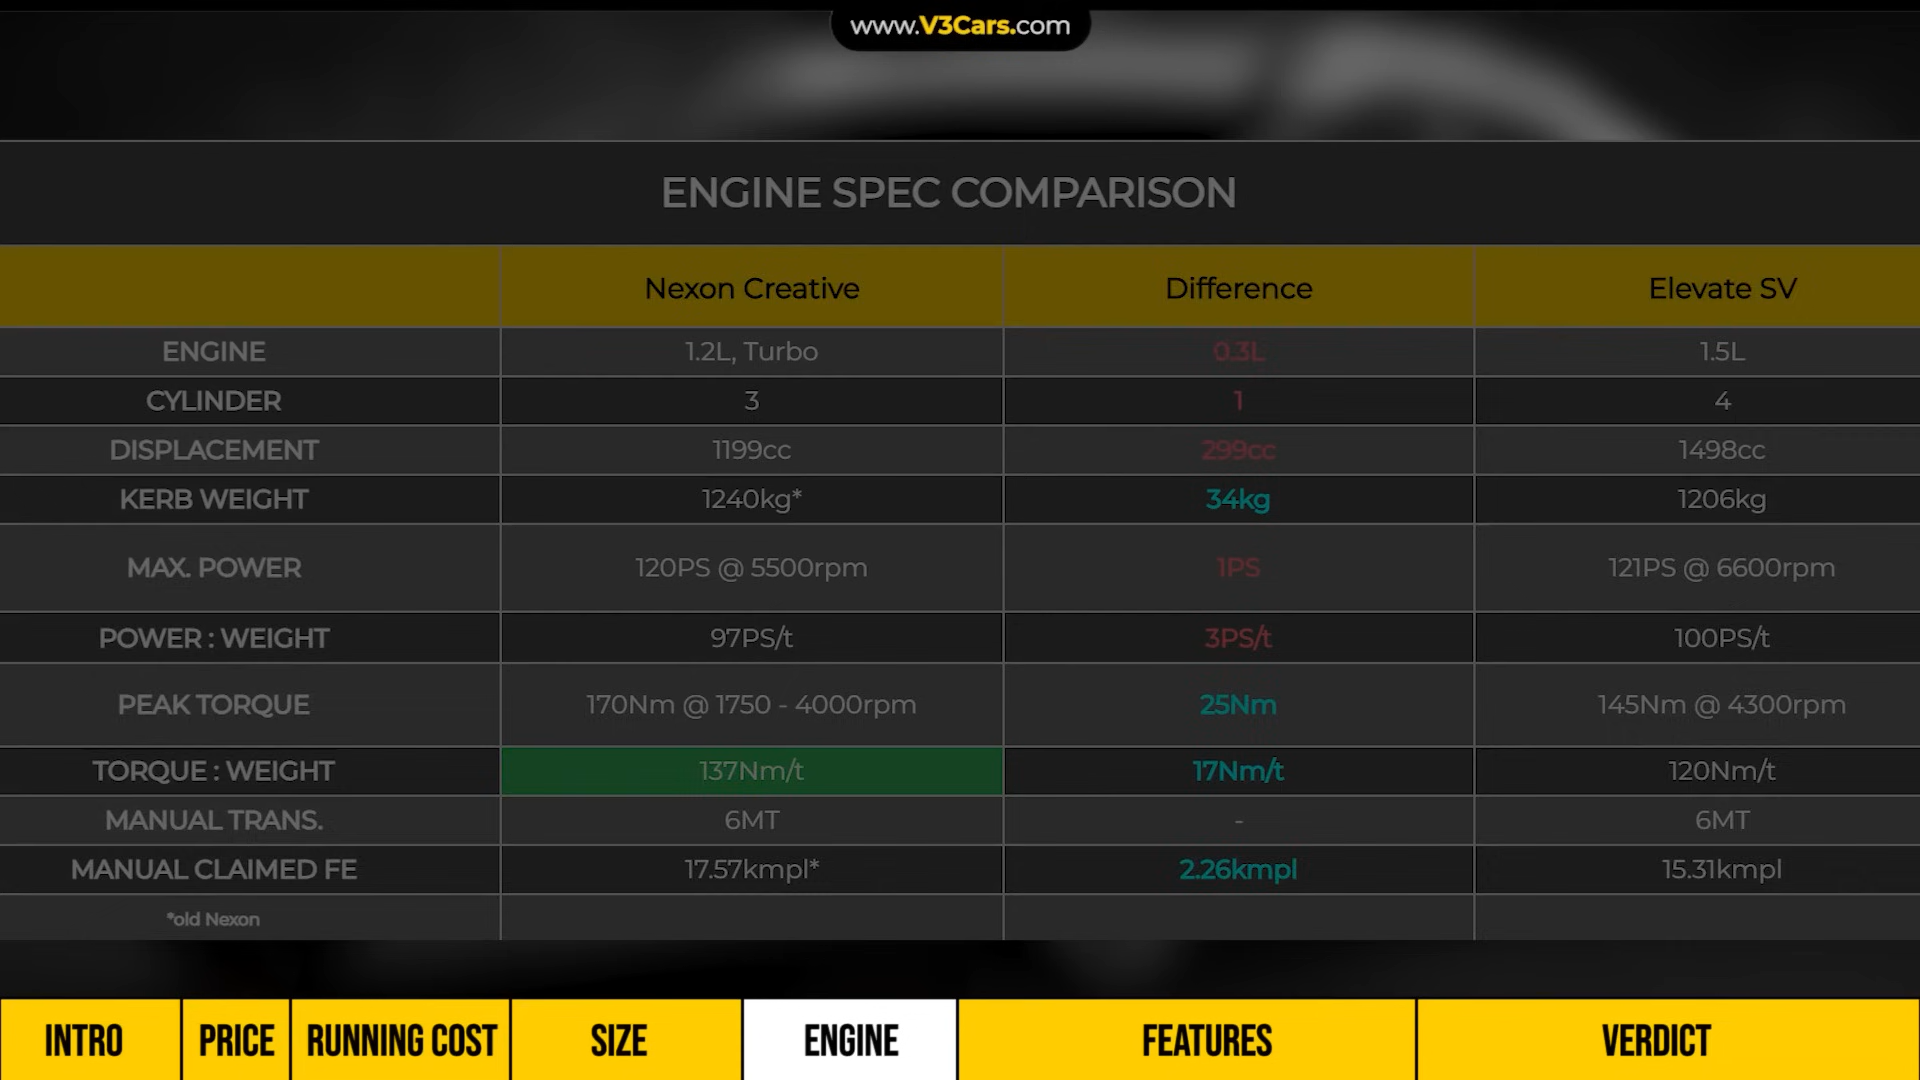 www.V3Cars.com
ENGINE SPEC COMPARISON
Nexon Creative Difference Elevate SV
ENGINE 1.2L, Turbo 0.3L 1.5L
CYLINDER 3 1 4
DISPLACEMENT 1199cc 299cc 1498cc
KERB WEIGHT 1240kg* 34kg 1206kg
MAX. POWER 120PS @ 5500rpm 1PS 121PS @ 6600rpm
POWER : WEIGHT 97PS/t 3PS/t 100PS/t
PEAK TORQUE 170Nm @ 1750 - 4000rpm 25Nm 145Nm @ 4300rpm
TORQUE : WEIGHT 137Nm/t 17Nm/t 120Nm/t
MANUAL TRANS. 6MT - 6MT
MANUAL CLAIMED FE 17.57kmpl* 2.26kmpl 15.31kmpl
*old Nexon
INTRO PRICE RUNNING COST SIZE ENGINE FEATURES VERDICT